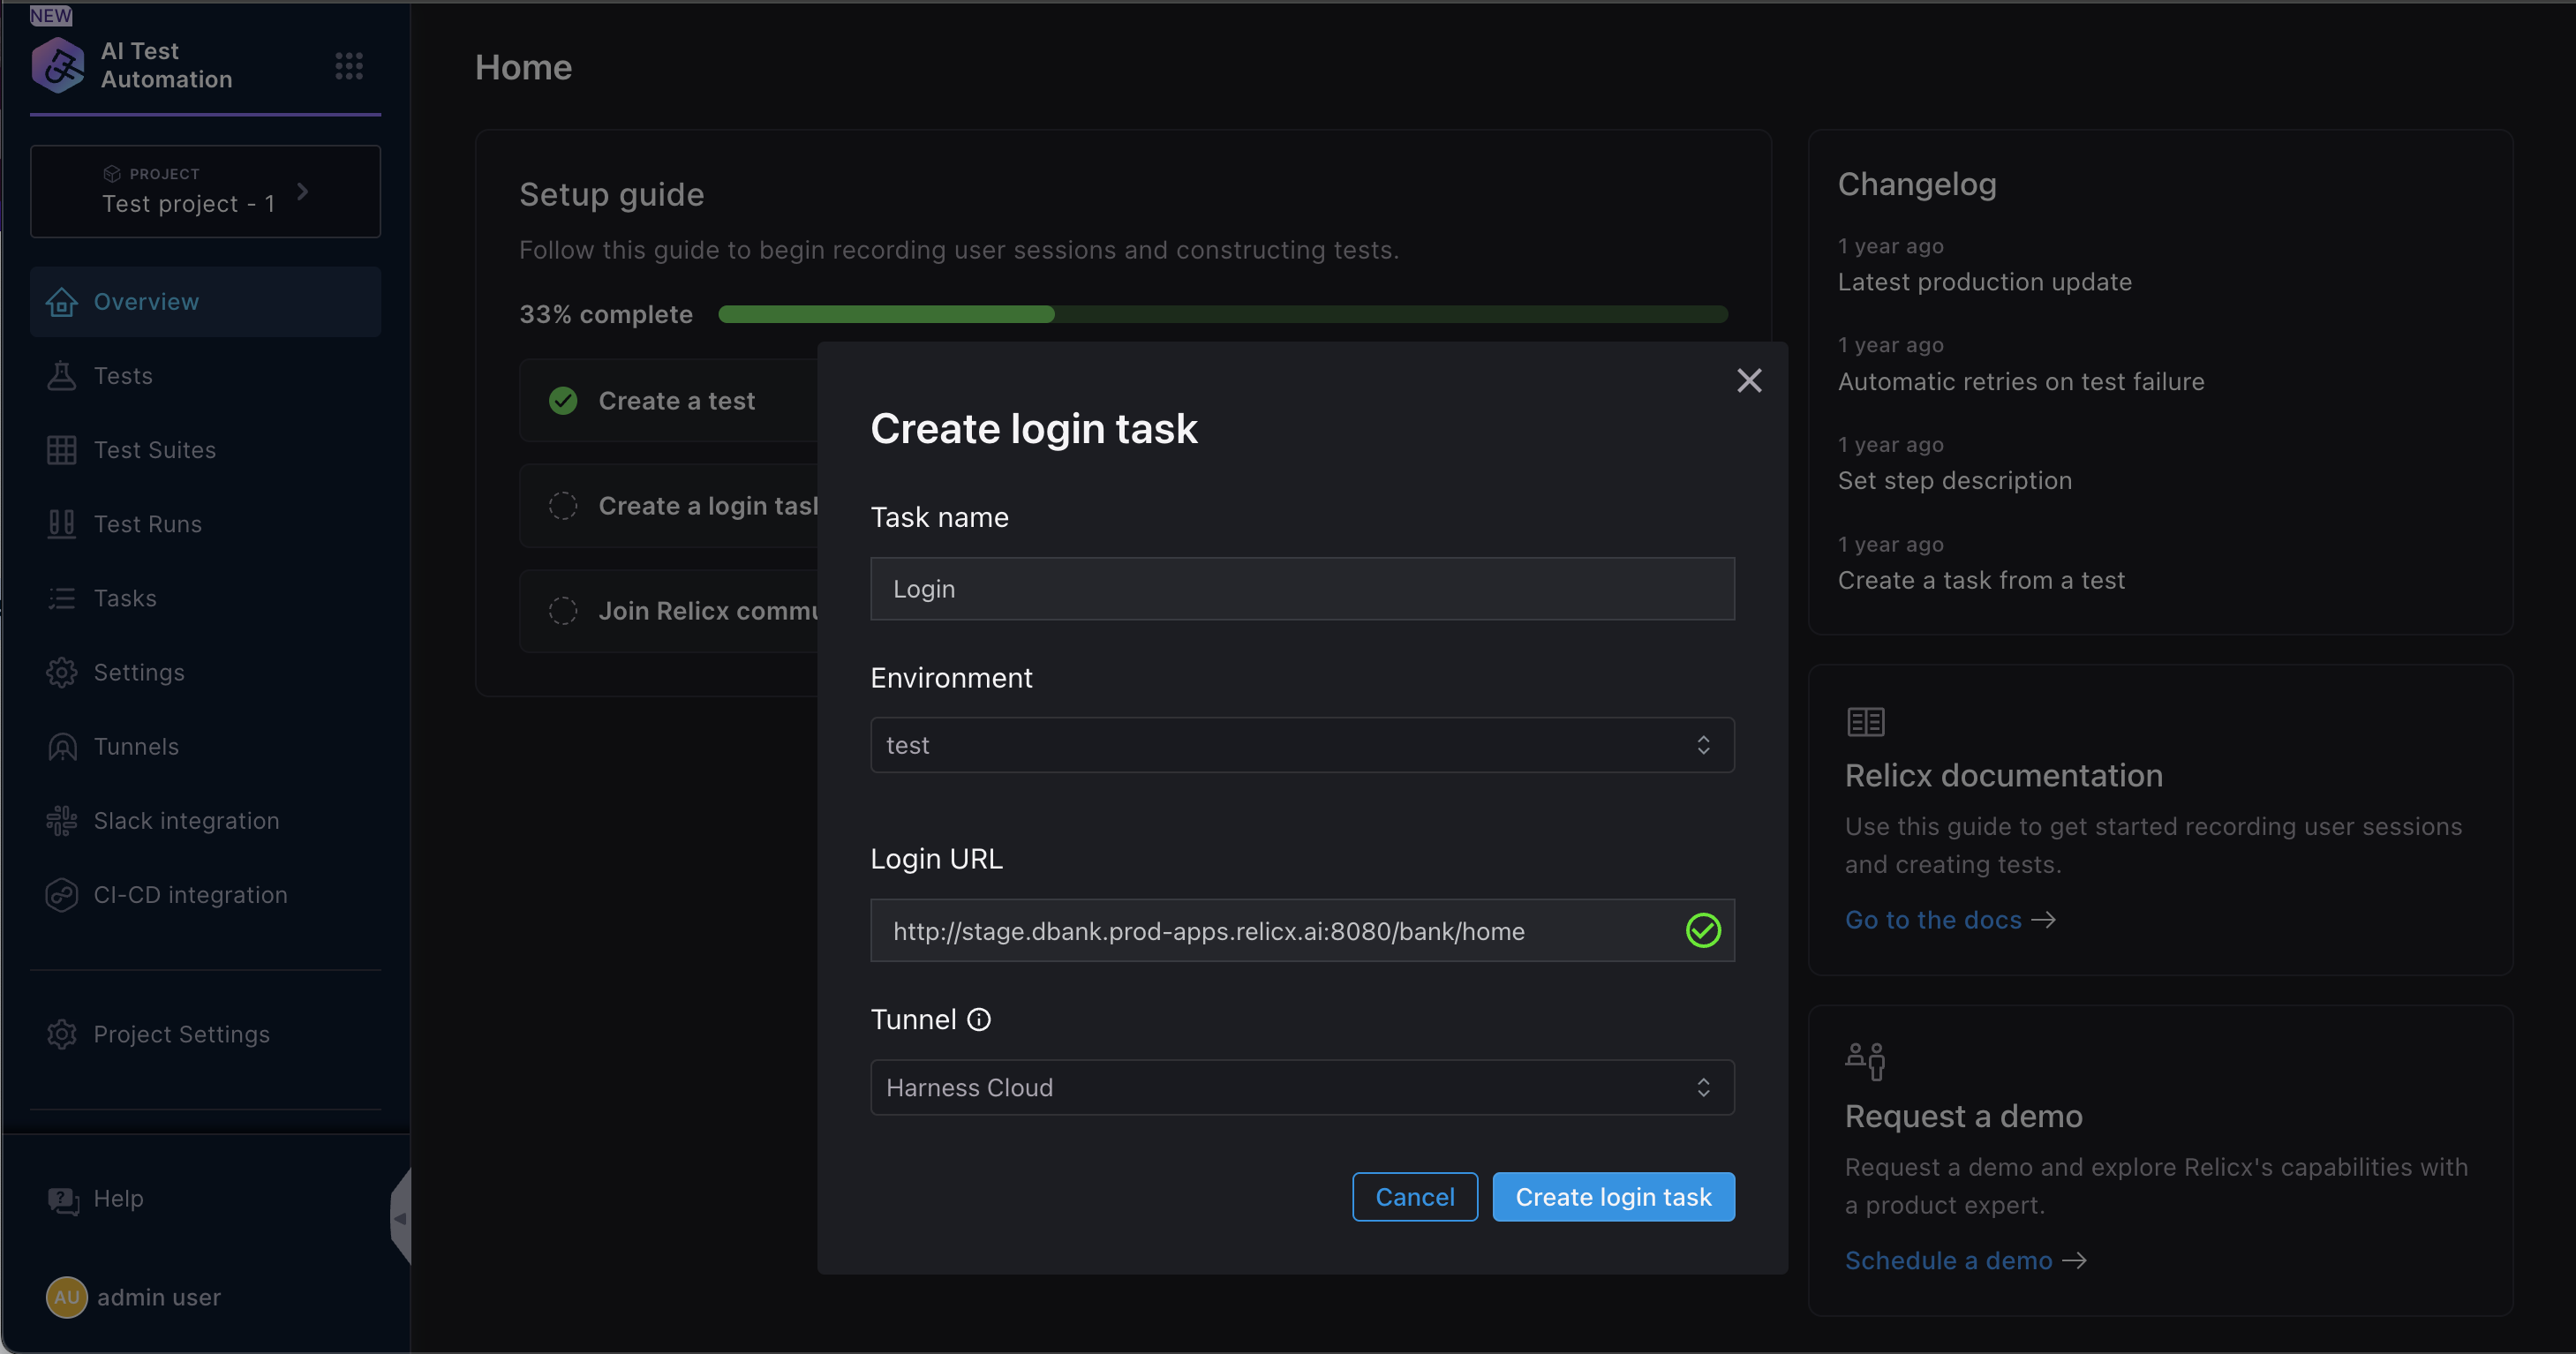 NEW
AI Test
Automation
PROJECT
Test project - 1
Overview
Tests
Test Suites
Test Runs
Tasks
Settings
Tunnels
Slack integration
CI-CD integration
Project Settings
Help
AU admin user
Home
Setup guide
Follow this guide to begin recording user sessions and constructing tests.
33% complete
Create a test
Create a login task
Join Relicx commu
Create login task
Task name
Login
Environment
test
Login URL
http://stage.dbank.prod-apps.relicx.ai:8080/bank/home
Tunnel
Harness Cloud
Cancel
Create login task
Changelog
1 year ago
Latest production update
1 year ago
Automatic retries on test failure
1 year ago
Set step description
1 year ago
Create a task from a test
Relicx documentation
Use this guide to get started recording user sessions
and creating tests.
Go to the docs →
Request a demo
Request a demo and explore Relicx's capabilities with
a product expert.
Schedule a demo →